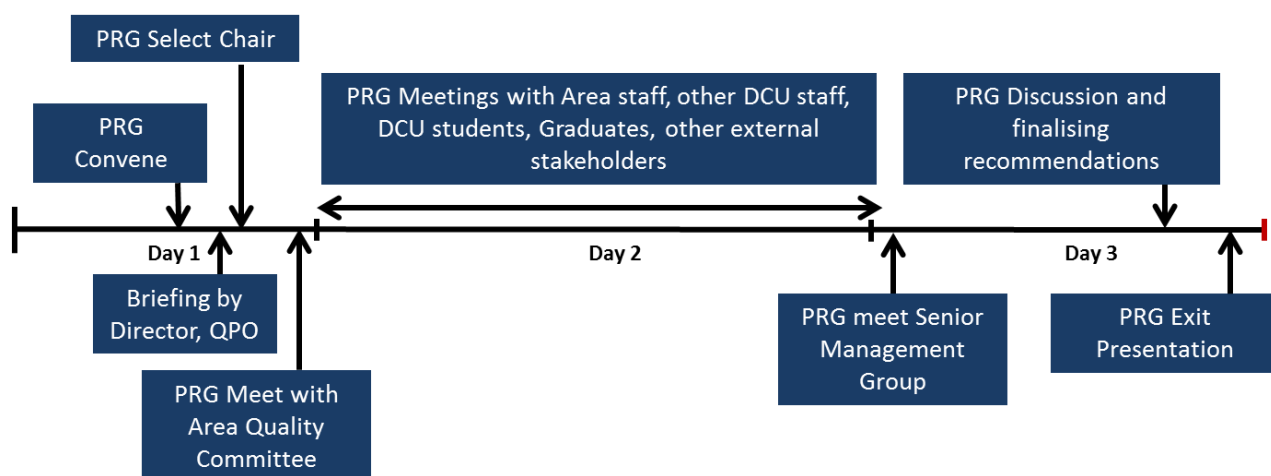 PRG Select Chair
PRG
Convene
PRG Meetings with Area staff, other DCU staff,
DCU students, Graduates, other external
stakeholders
PRG Discussion and
finalising
recommendations
Day 1
Day 2
Day 3
Briefing by
Director, QPO
PRG Meet with
Area Quality
Committee
PRG meet Senior
Management
Group
PRG Exit
Presentation